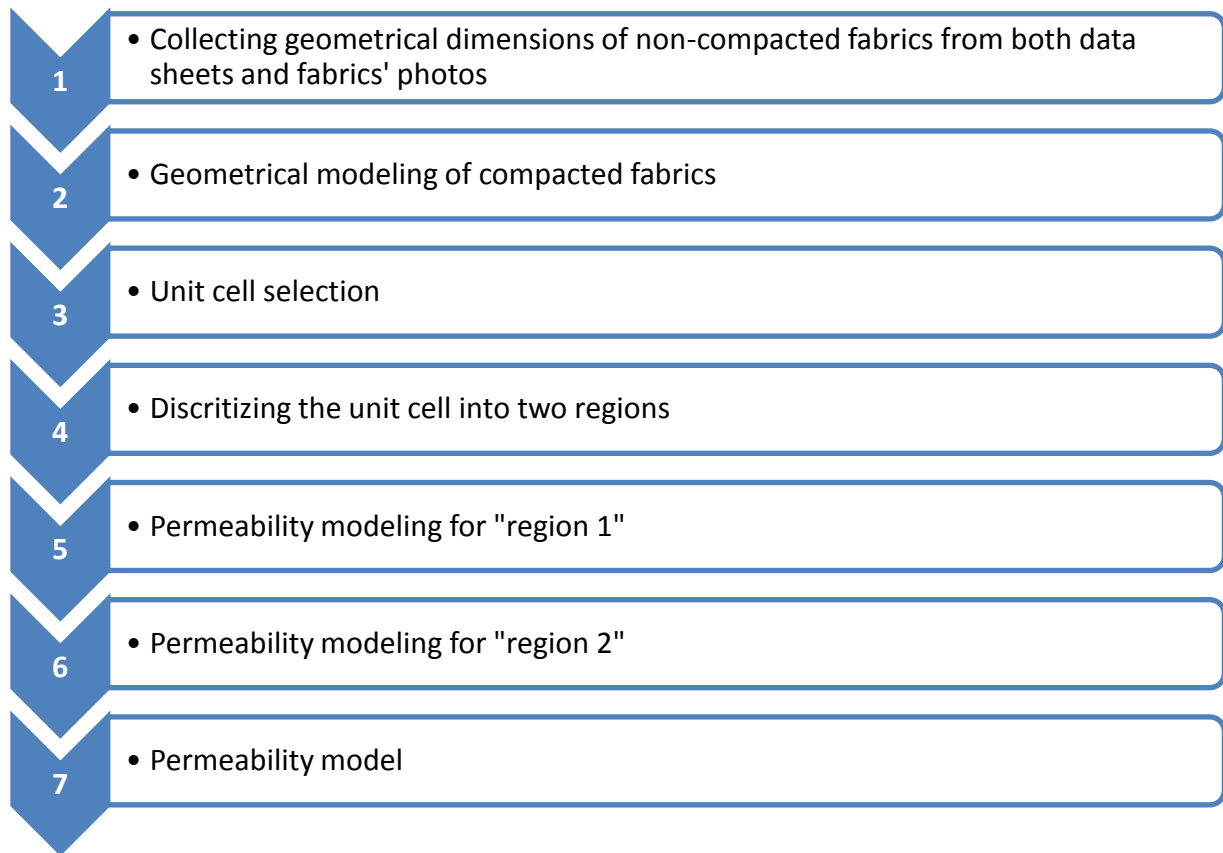 1
• Collecting geometrical dimensions of non-compacted fabrics from both data
sheets and fabrics' photos
2
• Geometrical modeling of compacted fabrics
3
• Unit cell selection
4
• Discritizing the unit cell into two regions
5
• Permeability modeling for "region 1"
6
• Permeability modeling for "region 2"
7
• Permeability model